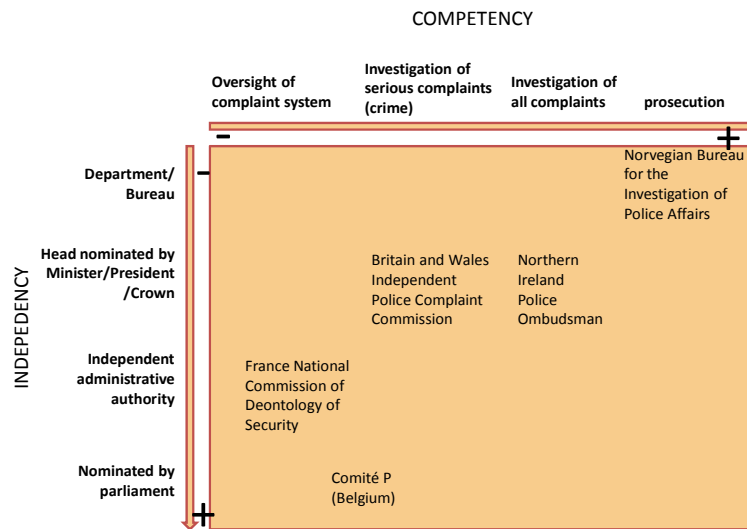 COMPETENCY
Oversight of
complaint system
Investigation of
serious complaints
(crime)
Investigation of
all complaints
prosecution
-
+
INDEPEDENCY
-
Department/
Bureau
Norvegian Bureau
for the
Investigation of
Police Affairs
Head nominated by
Minister/President
/Crown
Britain and Wales
Independent
Police Complaint
Commission
Northern
Ireland
Police
Ombudsman
Independent
administrative
authority
France National
Commission of
Deontology of
Security
Nominated by
parliament
Comité P
(Belgium)
+